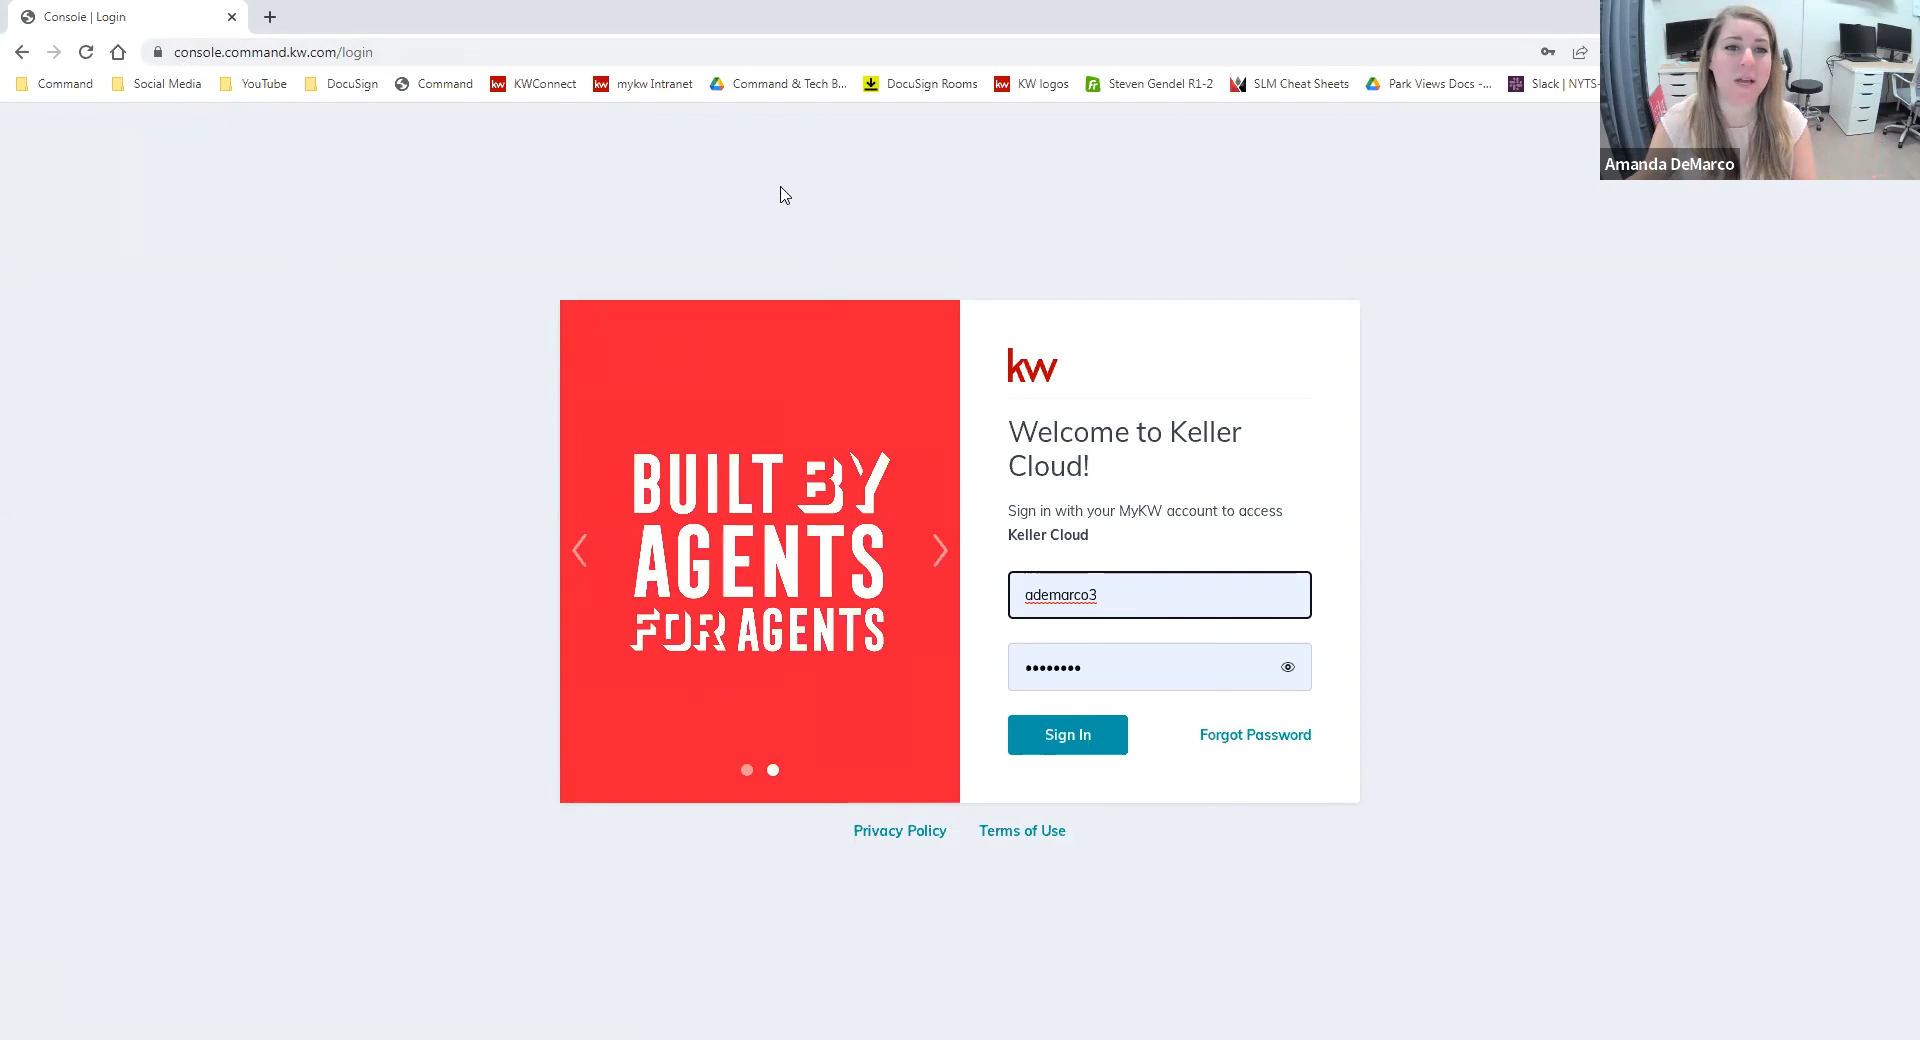 Console | Login
console.command.kw.com/login
Command Social Media YouTube DocuSign Command kw KWConnect kw mykw Intranet Command & Tech B... DocuSign Rooms kw KW logos Steven Gendel R1-2 SLM Cheat Sheets Park Views Docs -... Slack | NYTS-
Amanda DeMarco
BUILT BY
AGENTS
FOR AGENTS
kw
Welcome to Keller
Cloud!
Sign in with your MyKW account to access
Keller Cloud
ademarco3
••••••••
Sign In Forgot Password
Privacy Policy Terms of Use